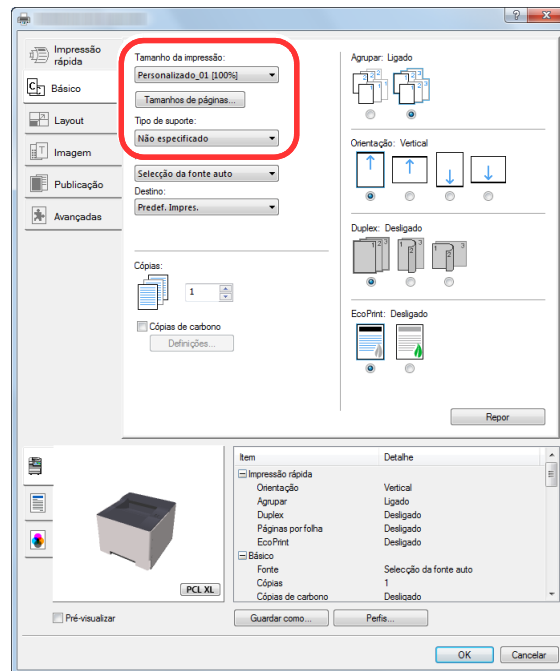 Impressão rápida
Básico
Layout
Imagem
Publicação
Avançadas
Tamanho da impressão:
Personalizado_01 [100%]
Tamanhos de páginas...
Tipo de suporte:
Não especificado
Selecção da fonte auto
Destino:
Predef. Impres.
Cópias:
1
Cópias de carbono
Definições...
Agrupar: Ligado
Orientação: Vertical
Duplex: Desligado
EcoPrint: Desligado
Repor
PCL XL
Pré-visualizar
Item Detalhe
Impressão rápida
Orientação Vertical
Agrupar Ligado
Duplex Desligado
Páginas por folha Desligado
EcoPrint Desligado
Básico
Fonte Selecção da fonte auto
Cópias 1
Cópias de carbono Desligado
Guardar como... Perfis...
OK Cancelar